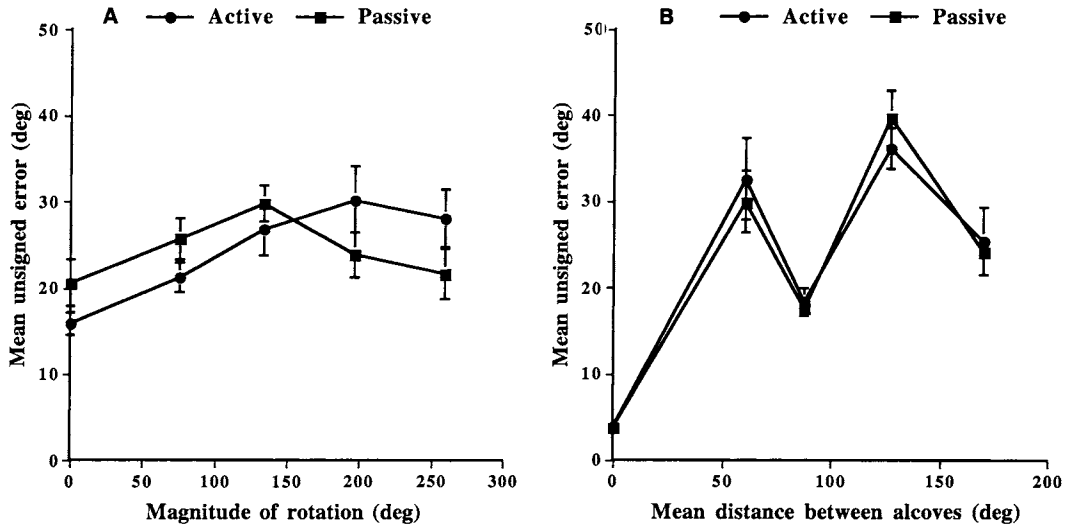 A Active Passive
50
40
30
20
10
0
Mean unsigned error (deg)
0 50 100 150 200 250 300
Magnitude of rotation (deg)
B Active Passive
50
40
30
20
10
0
Mean unsigned error (deg)
0 50 100 150 200
Mean distance between alcoves (deg)